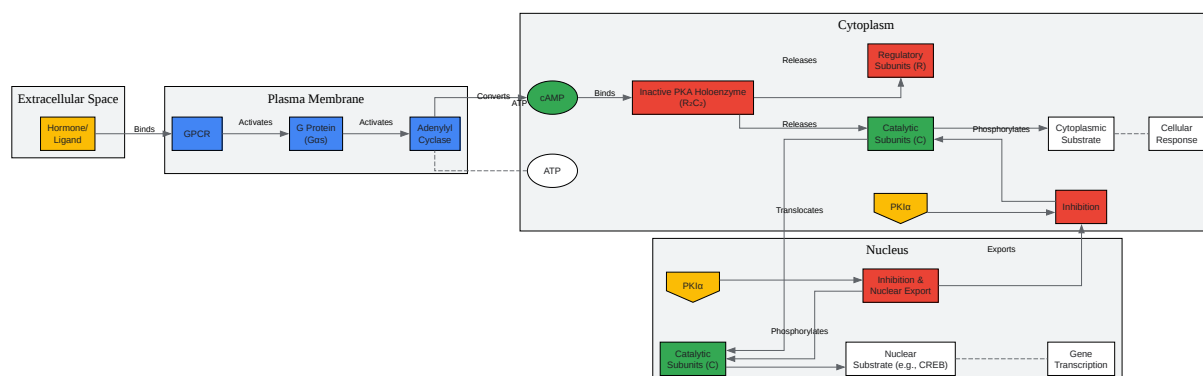 Cytoplasm
Extracellular Space
Plasma Membrane
Hormone/
Ligand
Binds
GPCR
Activates
G Protein
(Gαs)
Activates
Adenylyl
Cyclase
Converts
ATP
cAMP
ATP
Binds
Inactive PKA Holoenzyme
(R₂C₂)
Releases
Regulatory
Subunits (R)
Releases
Catalytic
Subunits (C)
Phosphorylates
Cytoplasmic
Substrate
Cellular
Response
Translocates
PKIα
Inhibition
Nucleus
Exports
PKIα
Inhibition &
Nuclear Export
Phosphorylates
Catalytic
Subunits (C)
Nuclear
Substrate (e.g., CREB)
Gene
Transcription